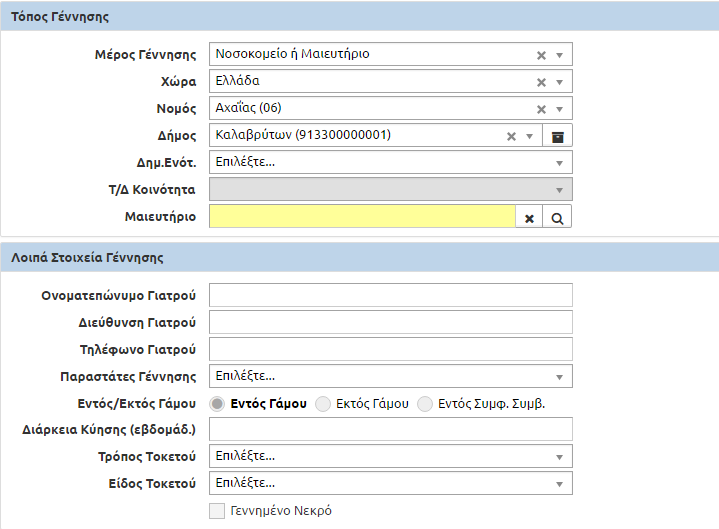 Τόπος Γέννησης
Μέρος Γέννησης Νοσοκομείο ή Μαιευτήριο
Χώρα Ελλάδα
Νομός Αχαΐας (06)
Δήμος Καλαβρύτων (913300000001)
Δημ.Ενότ. Επιλέξτε...
Τ/Δ Κοινότητα
Μαιευτήριο
Λοιπά Στοιχεία Γέννησης
Ονοματεπώνυμο Γιατρού
Διεύθυνση Γιατρού
Τηλέφωνο Γιατρού
Παραστάτες Γέννησης Επιλέξτε...
Εντός/Εκτός Γάμου Εντός Γάμου Εκτός Γάμου Εντός Συμφ. Συμβ.
Διάρκεια Κύησης (εβδομάδ.)
Τρόπος Τοκετού Επιλέξτε...
Είδος Τοκετού Επιλέξτε...
Γεννημένο Νεκρό